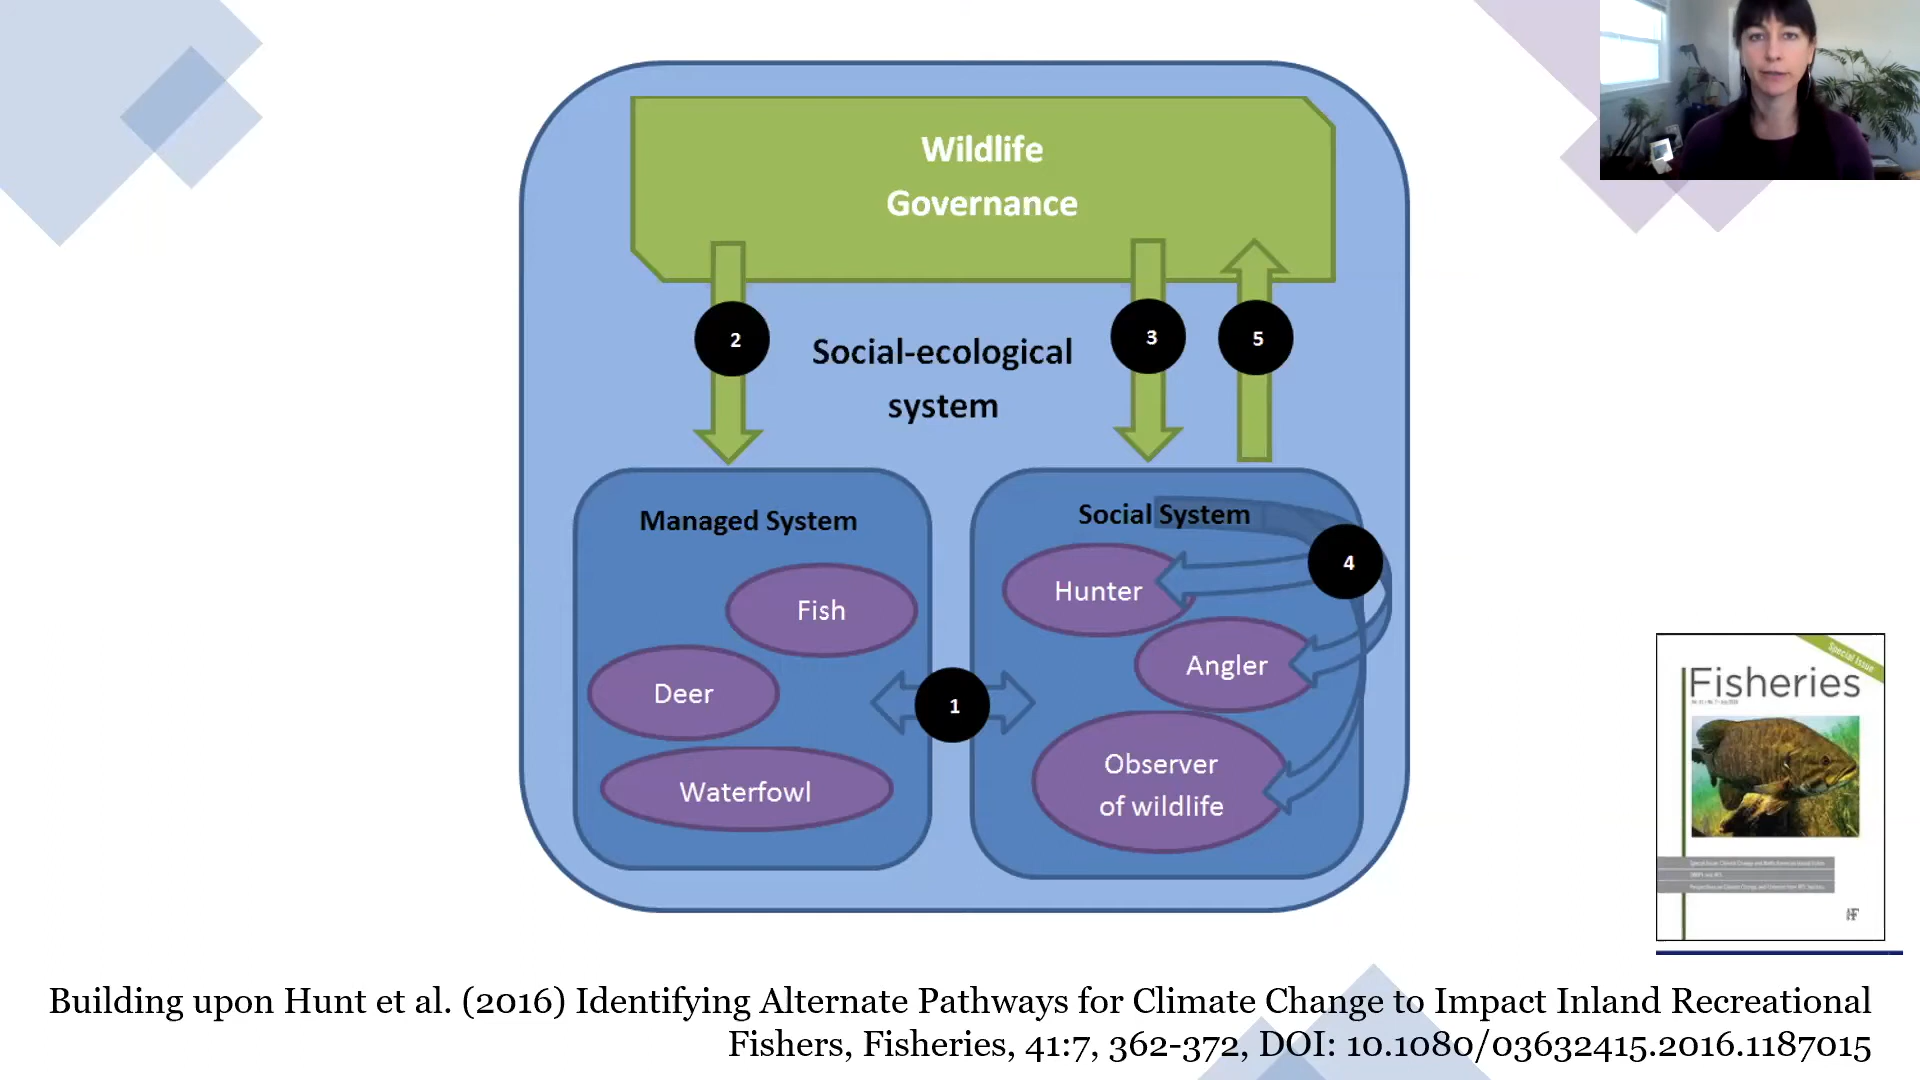 Wildlife
Governance
2
3
5
Social-ecological
system
Managed System
Social System
4
Fish
Hunter
Deer
Angler
1
Waterfowl
Observer
of wildlife
Special Issue
Fisheries
Building upon Hunt et al. (2016) Identifying Alternate Pathways for Climate Change to Impact Inland Recreational
Fishers, Fisheries, 41:7, 362-372, DOI: 10.1080/03632415.2016.1187015